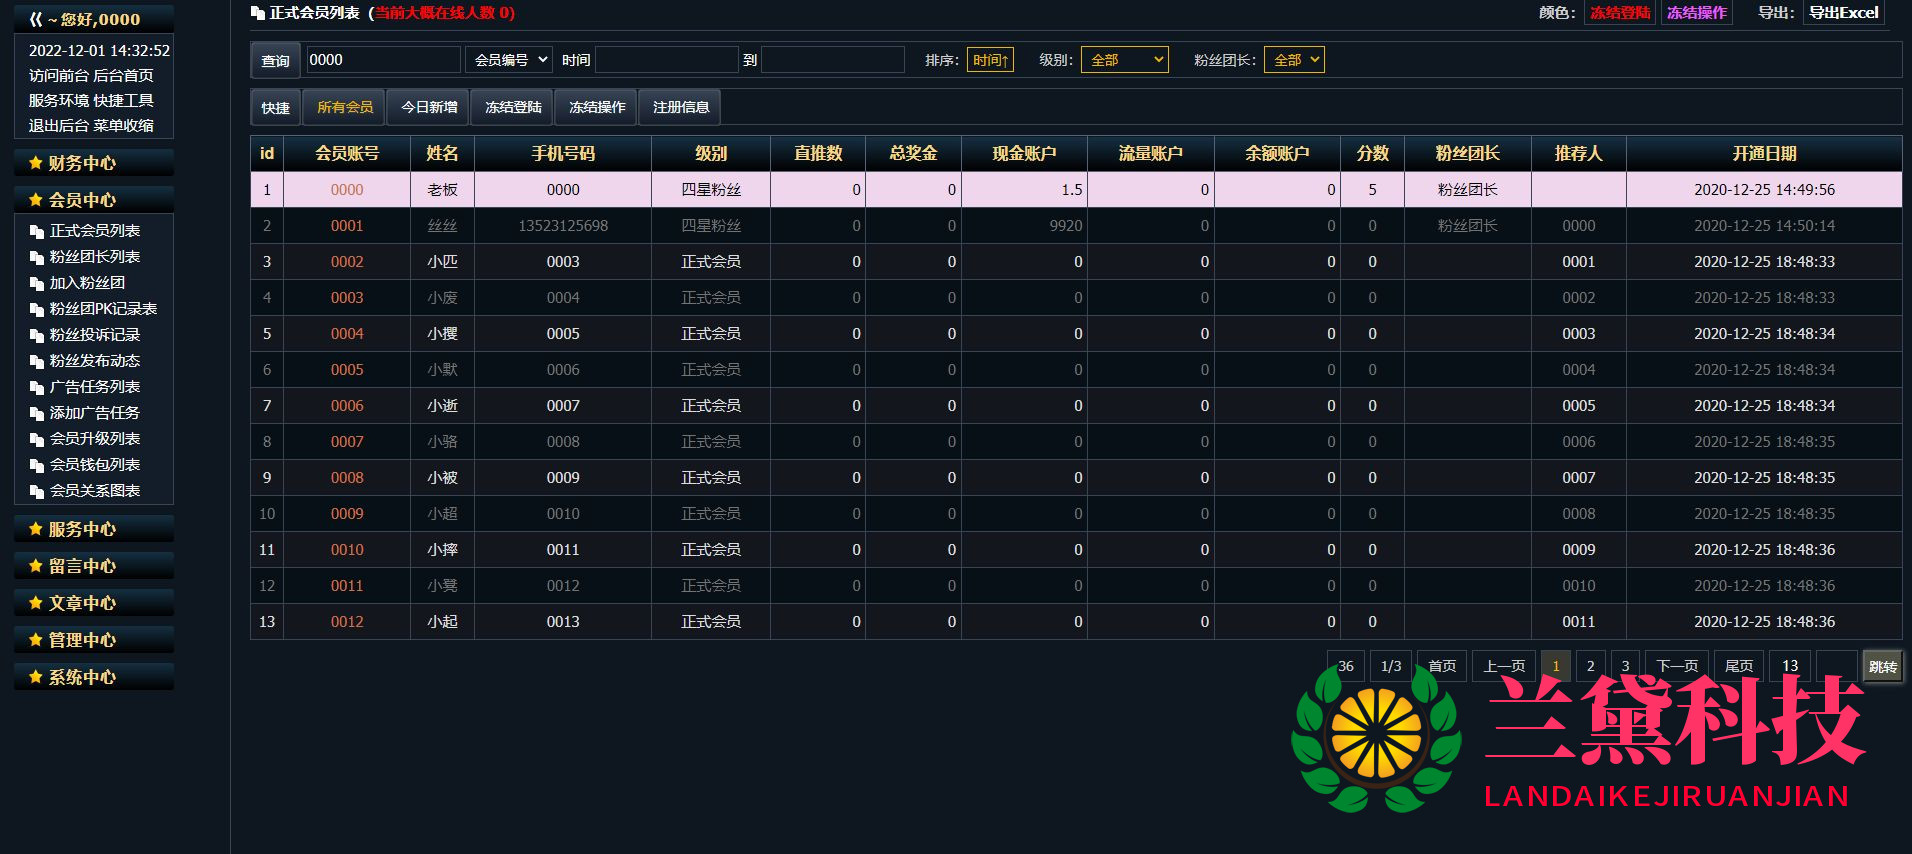 ~ 您好,0000
2022-12-01 14:32:52
访问前台 后台首页
服务环境 快捷工具
退出后台 菜单收缩
财务中心
会员中心
正式会员列表
粉丝团长列表
加入粉丝团
粉丝团PK记录表
粉丝投诉记录
粉丝发布动态
广告任务列表
添加广告任务
会员升级列表
会员钱包列表
会员关系图表
服务中心
留言中心
文章中心
管理中心
系统中心
正式会员列表 (当前大概在线人数 0)
颜色: 冻结登陆 冻结操作 导出: 导出Excel
查询 0000 会员编号 时间 到 排序: 时间↑ 级别: 全部 粉丝团长: 全部
快捷 所有会员 今日新增 冻结登陆 冻结操作 注册信息
id 会员账号 姓名 手机号码 级别 直推数 总奖金 现金账户 流量账户 余额账户 分数 粉丝团长 推荐人 开通日期
1 0000 老板 0000 四星粉丝 0 0 1.5 0 0 5 粉丝团长 2020-12-25 14:49:56
2 0001 丝丝 13523125698 四星粉丝 0 0 9920 0 0 0 粉丝团长 0000 2020-12-25 14:50:14
3 0002 小匹 0003 正式会员 0 0 0 0 0 0 0001 2020-12-25 18:48:33
4 0003 小废 0004 正式会员 0 0 0 0 0 0 0002 2020-12-25 18:48:33
5 0004 小撄 0005 正式会员 0 0 0 0 0 0 0003 2020-12-25 18:48:34
6 0005 小默 0006 正式会员 0 0 0 0 0 0 0004 2020-12-25 18:48:34
7 0006 小逝 0007 正式会员 0 0 0 0 0 0 0005 2020-12-25 18:48:34
8 0007 小骆 0008 正式会员 0 0 0 0 0 0 0006 2020-12-25 18:48:35
9 0008 小被 0009 正式会员 0 0 0 0 0 0 0007 2020-12-25 18:48:35
10 0009 小超 0010 正式会员 0 0 0 0 0 0 0008 2020-12-25 18:48:35
11 0010 小摔 0011 正式会员 0 0 0 0 0 0 0009 2020-12-25 18:48:36
12 0011 小凳 0012 正式会员 0 0 0 0 0 0 0010 2020-12-25 18:48:36
13 0012 小起 0013 正式会员 0 0 0 0 0 0 0011 2020-12-25 18:48:36
36 1/3 首页 上一页 1 2 3 下一页 尾页 13 跳转
兰黛科技
LANDAIKEJIRUANJIAN